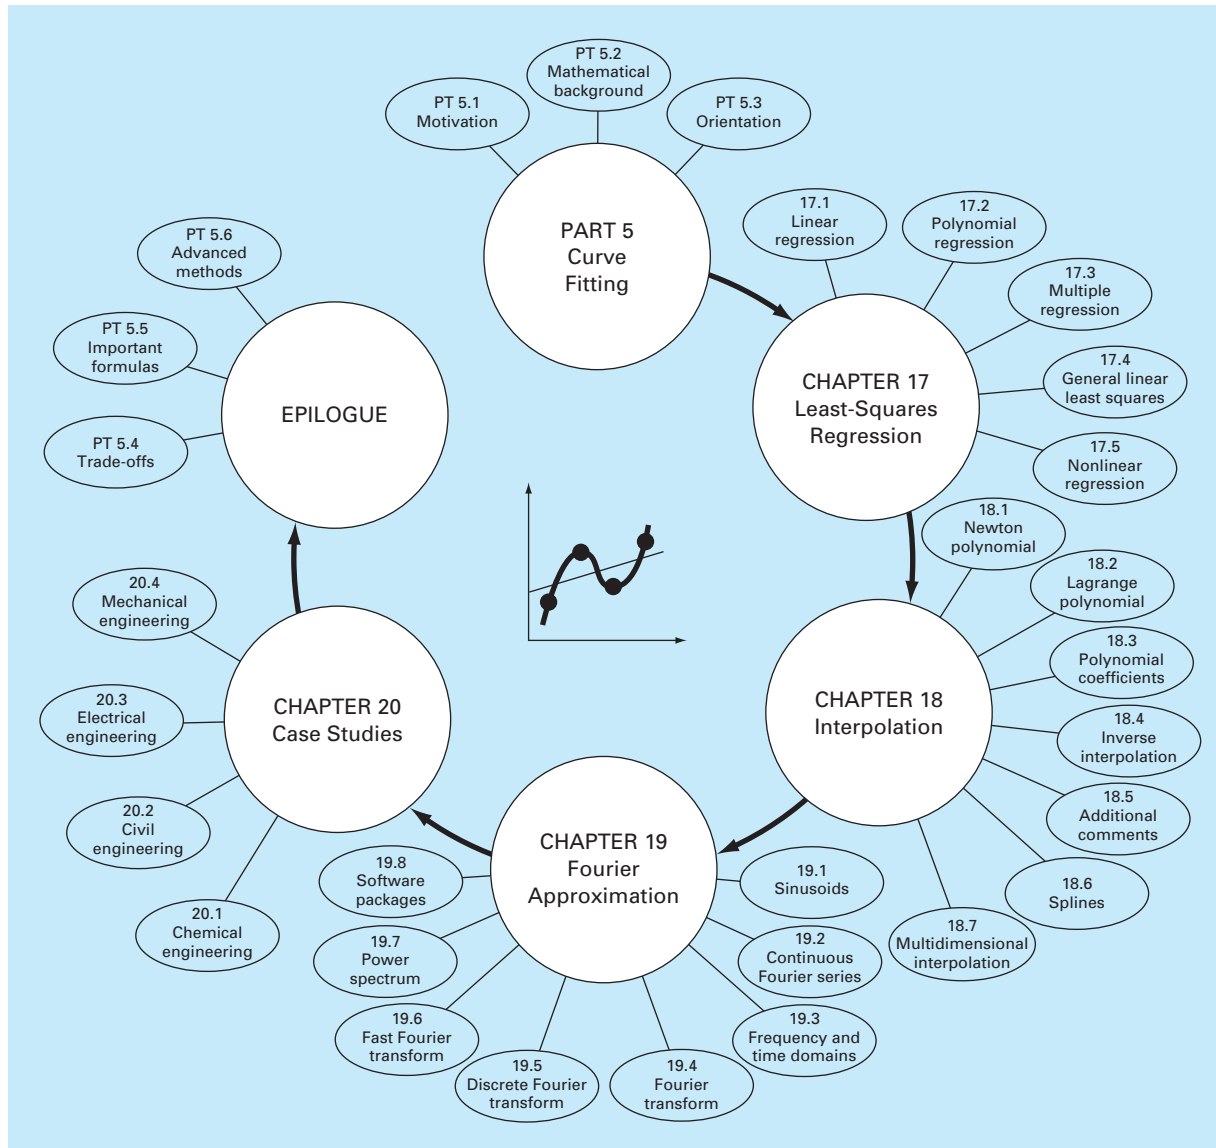 PT 5.1
Motivation
PT 5.2
Mathematical
background
PT 5.3
Orientation
PART 5
Curve
Fitting
17.1
Linear
regression
17.2
Polynomial
regression
17.3
Multiple
regression
17.4
General linear
least squares
17.5
Nonlinear
regression
CHAPTER 17
Least-Squares
Regression
18.1
Newton
polynomial
18.2
Lagrange
polynomial
18.3
Polynomial
coefficients
18.4
Inverse
interpolation
18.5
Additional
comments
18.6
Splines
18.7
Multidimensional
interpolation
CHAPTER 18
Interpolation
CHAPTER 19
Fourier
Approximation
19.1
Sinusoids
19.2
Continuous
Fourier series
19.3
Frequency and
time domains
19.4
Fourier
transform
19.5
Discrete Fourier
transform
19.6
Fast Fourier
transform
19.7
Power
spectrum
19.8
Software
packages
CHAPTER 20
Case Studies
20.1
Chemical
engineering
20.2
Civil
engineering
20.3
Electrical
engineering
20.4
Mechanical
engineering
EPILOGUE
PT 5.4
Trade-offs
PT 5.5
Important
formulas
PT 5.6
Advanced
methods